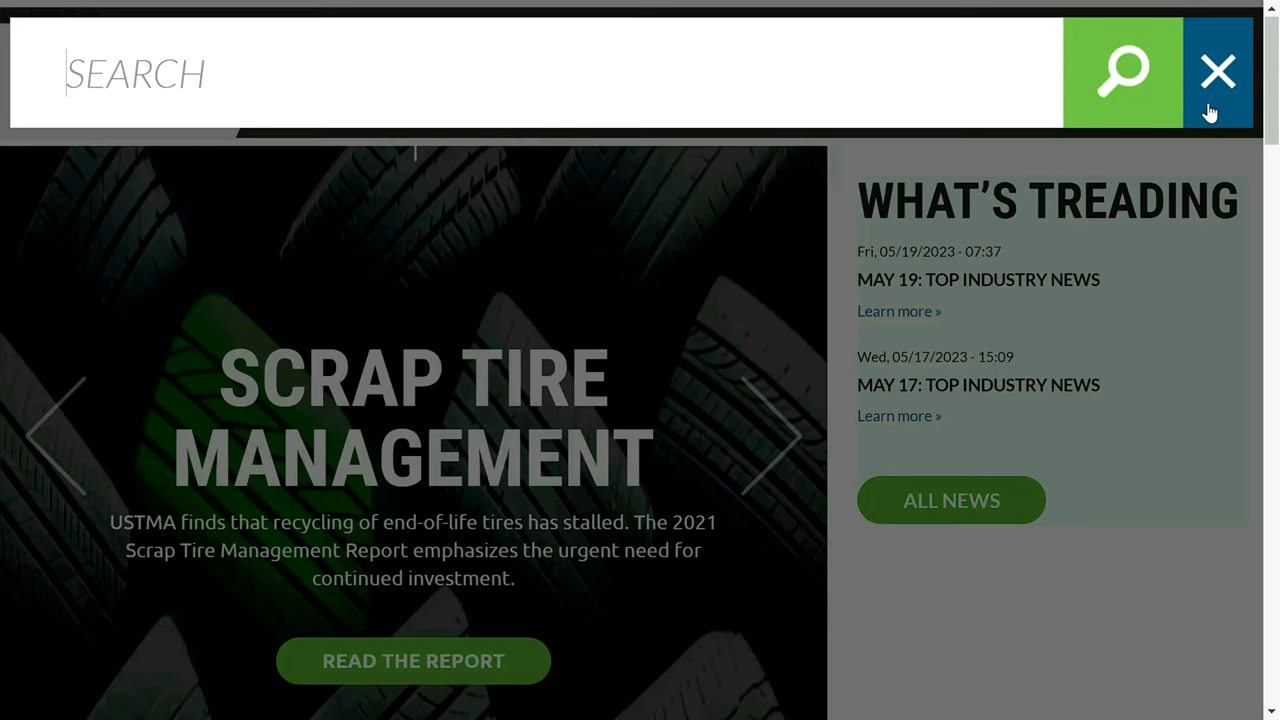 SEARCH
WHAT’S TREADING
Fri, 05/19/2023 - 07:37
MAY 19: TOP INDUSTRY NEWS
Learn more »
Wed, 05/17/2023 - 15:09
MAY 17: TOP INDUSTRY NEWS
Learn more »
ALL NEWS
SCRAP TIRE
MANAGEMENT
USTMA finds that recycling of end-of-life tires has stalled. The 2021
Scrap Tire Management Report emphasizes the urgent need for
continued investment.
READ THE REPORT